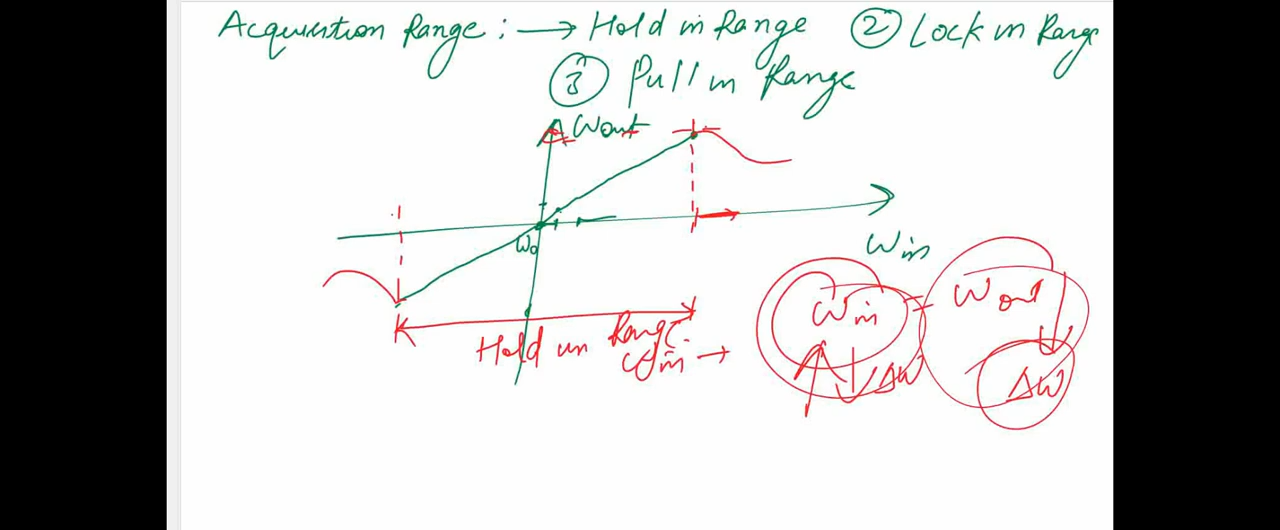 Acquisition Range : → Hold in Range ② Lock in Range
③ Pull in Range
Wout
W₀
Win
Win = Wout
Hold in Range
Win →
ΔW
ΔW